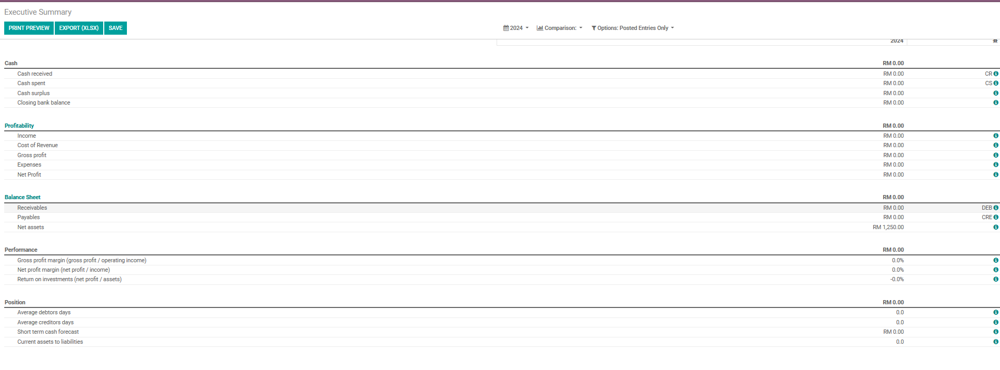 Executive Summary
PRINT PREVIEW EXPORT (XLSX) SAVE 2024 Comparison: Options: Posted Entries Only
2024
Cash RM 0.00
Cash received RM 0.00 CR
Cash spent RM 0.00 CS
Cash surplus RM 0.00
Closing bank balance RM 0.00
Profitability RM 0.00
Income RM 0.00
Cost of Revenue RM 0.00
Gross profit RM 0.00
Expenses RM 0.00
Net Profit RM 0.00
Balance Sheet RM 0.00
Receivables RM 0.00 DEB
Payables RM 0.00 CRE
Net assets RM 1,250.00
Performance RM 0.00
Gross profit margin (gross profit / operating income) 0.0%
Net profit margin (net profit / income) 0.0%
Return on investments (net profit / assets) -0.0%
Position RM 0.00
Average debtors days 0.0
Average creditors days 0.0
Short term cash forecast RM 0.00
Current assets to liabilities 0.0